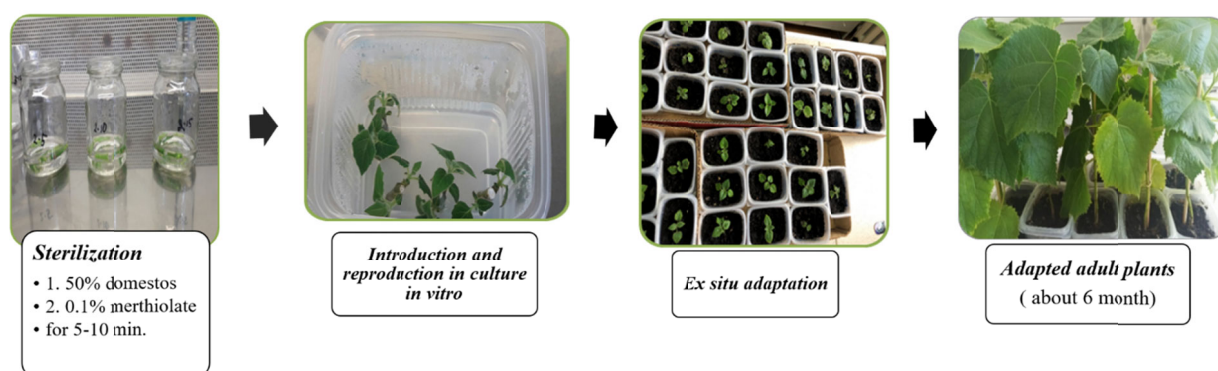 Sterilization
• 1. 50% domestos
• 2. 0.1% merthiolate
• for 5-10 min.
Introduction and
reproduction in culture
in vitro
Ex situ adaptation
Adapted adult plants
( about 6 month)